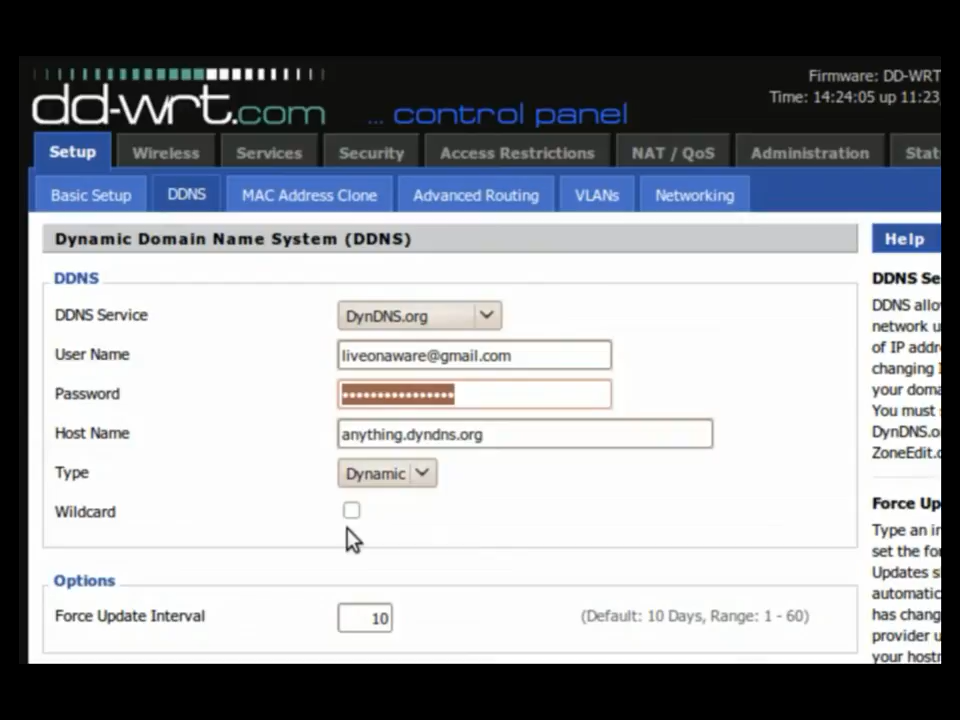 Firmware: DD-WRT
dd-wrt.com ... control panel
Time: 14:24:05 up 11:23,
Setup Wireless Services Security Access Restrictions NAT / QoS Administration Stat
Basic Setup DDNS MAC Address Clone Advanced Routing VLANs Networking
Dynamic Domain Name System (DDNS)
DDNS
DDNS Service DynDNS.org
User Name liveonaware@gmail.com
Password ••••••••••••••••
Host Name anything.dyndns.org
Type Dynamic
Wildcard
Options
Force Update Interval 10 (Default: 10 Days, Range: 1 - 60)
Help
DDNS Se
DDNS allo
network u
of IP addr
changing I
your doma
You must
DynDNS.o
ZoneEdit.c
Force Up
Type an in
set the fo
Updates s
automatic
has chang
provider u
your hostn